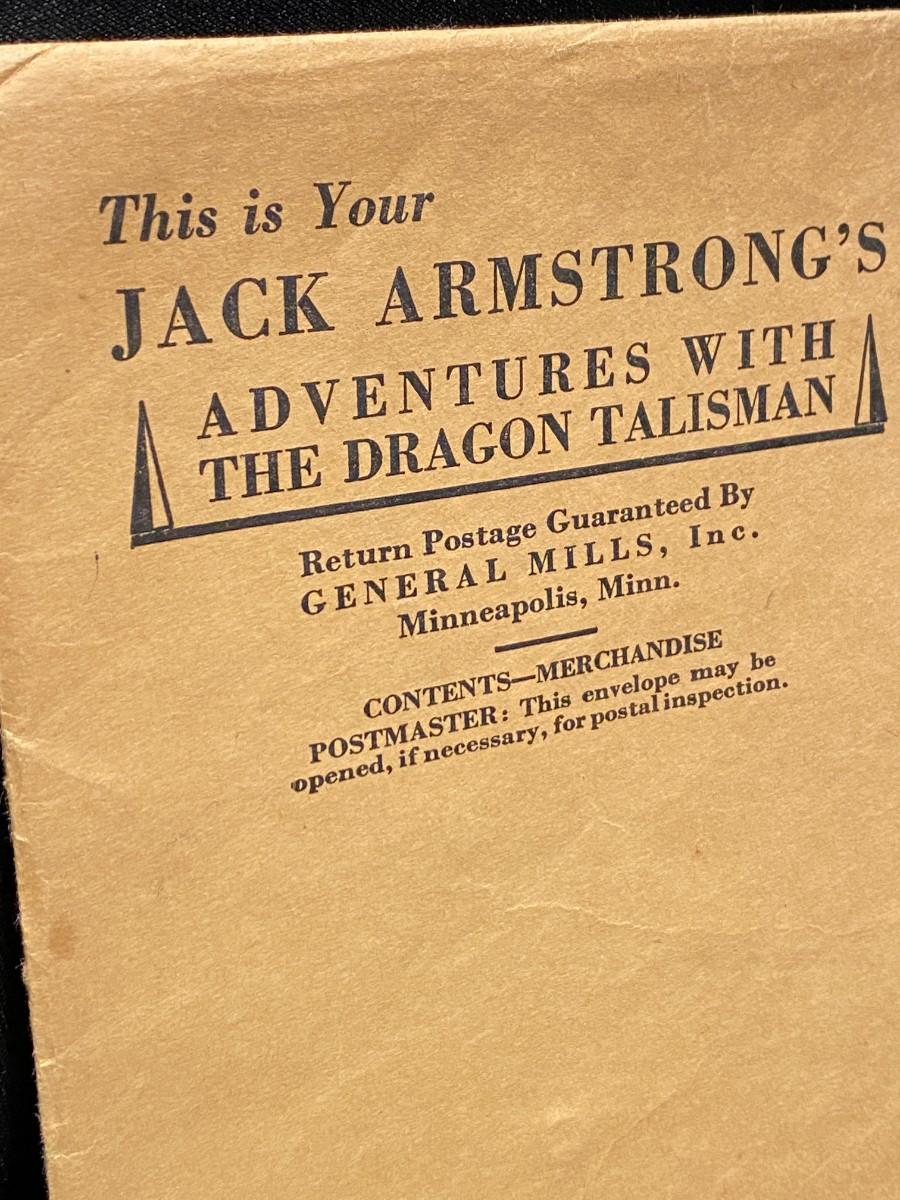 This is Your
JACK ARMSTRONG'S
ADVENTURES WITH
THE DRAGON TALISMAN
Return Postage Guaranteed By
GENERAL MILLS, Inc.
Minneapolis, Minn.
CONTENTS—MERCHANDISE
POSTMASTER: This envelope may be
opened, if necessary, for postal inspection.